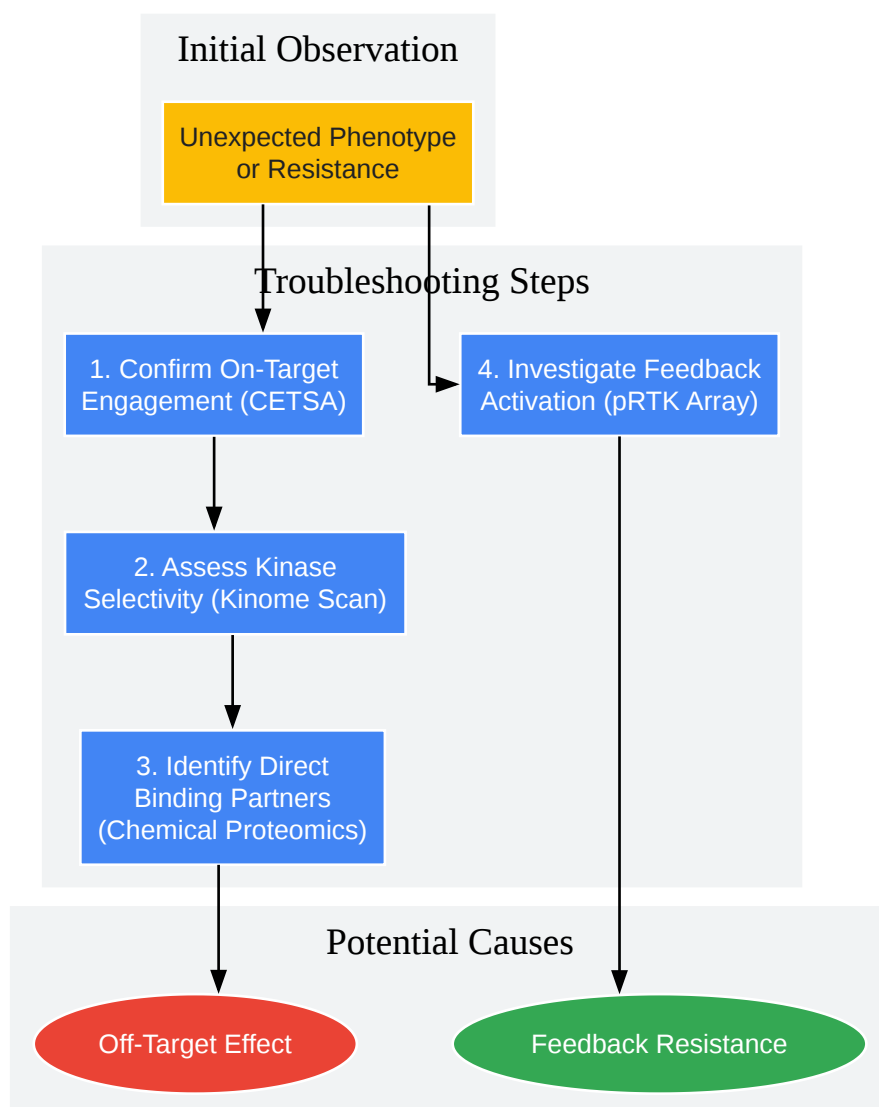 Initial Observation
Unexpected Phenotype
or Resistance
Troubleshooting Steps
1. Confirm On-Target
Engagement (CETSA)
4. Investigate Feedback
Activation (pRTK Array)
2. Assess Kinase
Selectivity (Kinome Scan)
3. Identify Direct
Binding Partners
(Chemical Proteomics)
Potential Causes
Off-Target Effect
Feedback Resistance